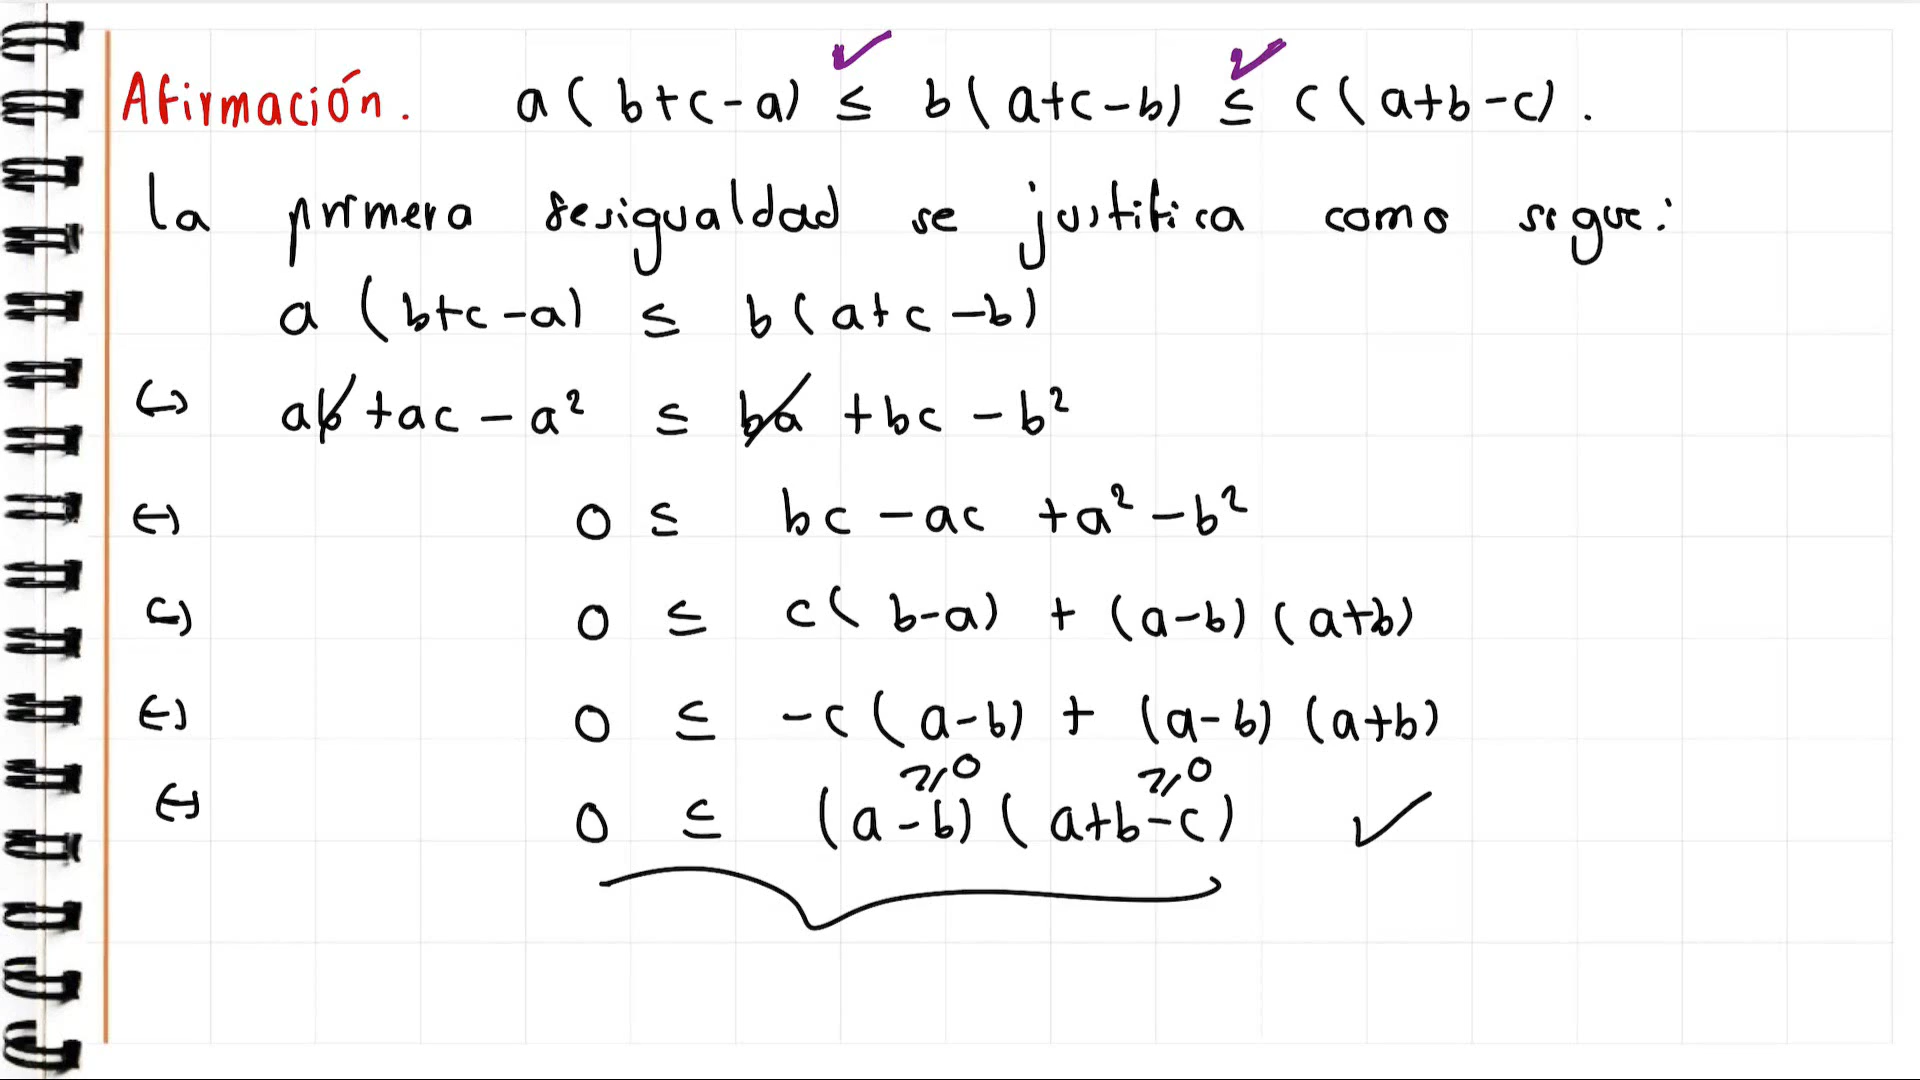 Afirmación. a(b+c-a) ≤ b(a+c-b) ≤ c(a+b-c).
La primera desigualdad se justifica como sigue:
a (b+c-a) ≤ b(a+c-b)
↔ ab + ac - a² ≤ ba + bc - b²
↔ 0 ≤ bc - ac + a² - b²
↔ 0 ≤ c(b-a) + (a-b)(a+b)
↔ 0 ≤ -c(a-b) + (a-b)(a+b)
≥0 ≥0
↔ 0 ≤ (a-b)(a+b-c) ✓